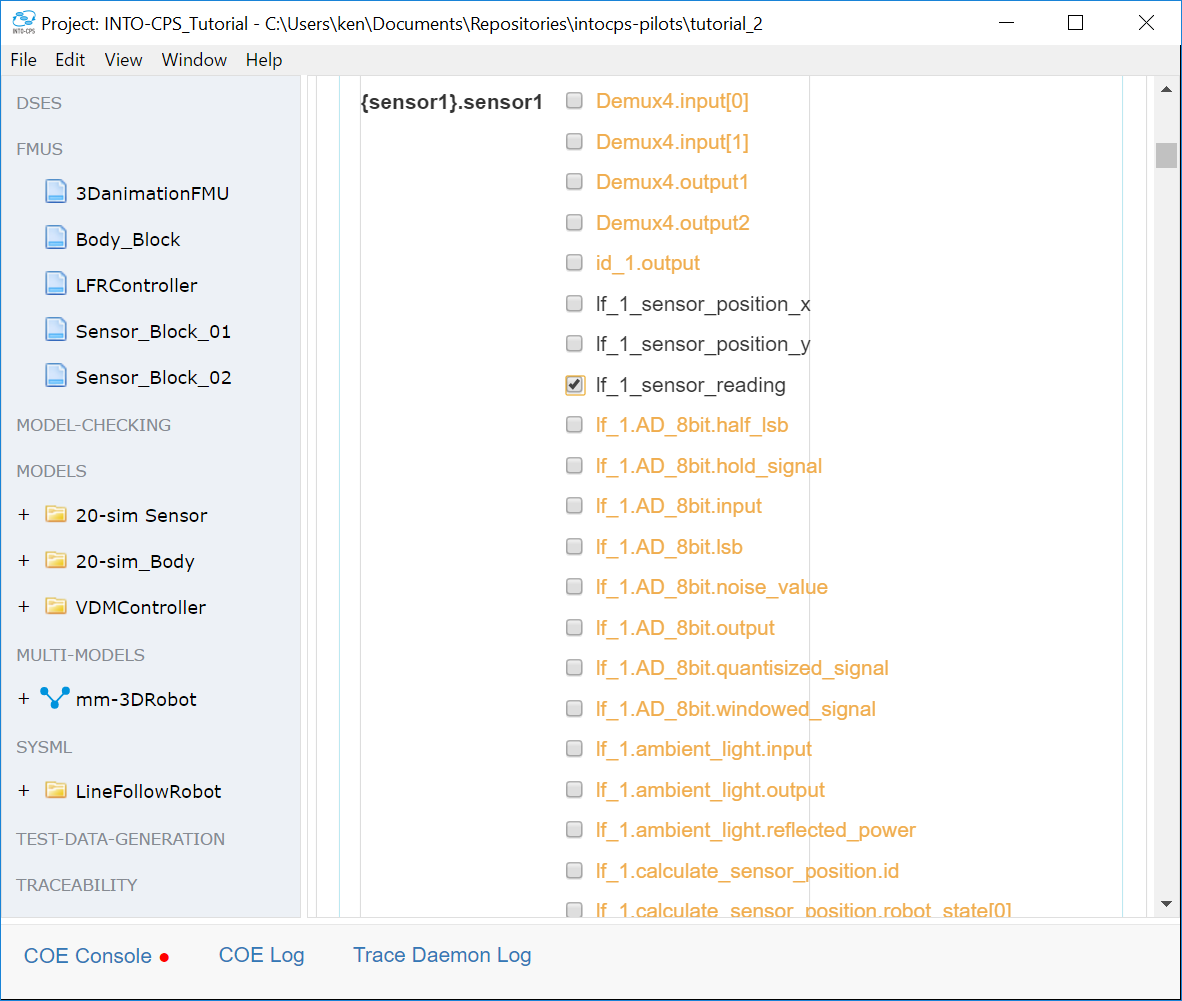 INTO-CPS
Project: INTO-CPS_Tutorial - C:\Users\ken\Documents\Repositories\intocps-pilots\tutorial_2
File Edit View Window Help
DSES
FMUS
3DanimationFMU
Body_Block
LFRController
Sensor_Block_01
Sensor_Block_02
MODEL-CHECKING
MODELS
+ 20-sim Sensor
+ 20-sim_Body
+ VDMController
MULTI-MODELS
+ mm-3DRobot
SYSML
+ LineFollowRobot
TEST-DATA-GENERATION
TRACEABILITY
{sensor1}.sensor1
Demux4.input[0]
Demux4.input[1]
Demux4.output1
Demux4.output2
id_1.output
lf_1_sensor_position_x
lf_1_sensor_position_y
lf_1_sensor_reading
lf_1.AD_8bit.half_lsb
lf_1.AD_8bit.hold_signal
lf_1.AD_8bit.input
lf_1.AD_8bit.lsb
lf_1.AD_8bit.noise_value
lf_1.AD_8bit.output
lf_1.AD_8bit.quantisized_signal
lf_1.AD_8bit.windowed_signal
lf_1.ambient_light.input
lf_1.ambient_light.output
lf_1.ambient_light.reflected_power
lf_1.calculate_sensor_position.id
lf_1.calculate_sensor_position.robot_state[0]
COE Console COE Log Trace Daemon Log